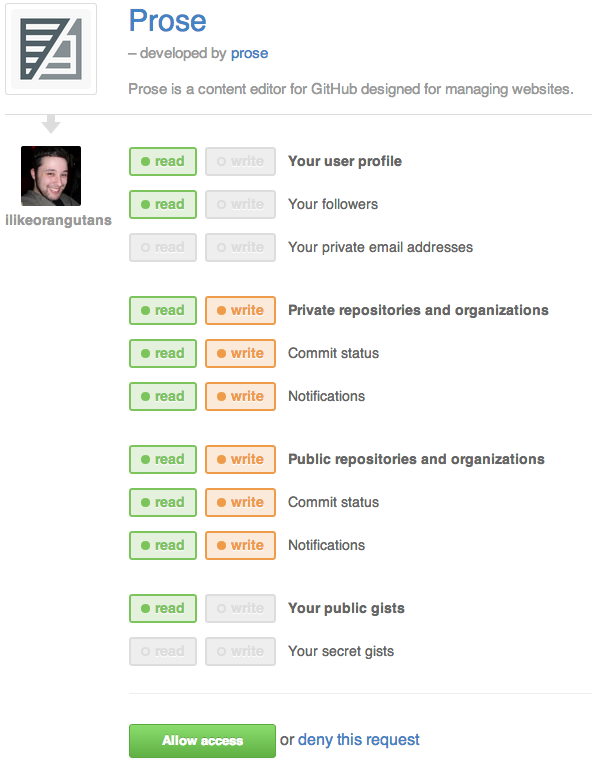 Prose
– developed by prose
Prose is a content editor for GitHub designed for managing websites.
ilikeorangutans
read write Your user profile
read write Your followers
read write Your private email addresses
read write Private repositories and organizations
read write Commit status
read write Notifications
read write Public repositories and organizations
read write Commit status
read write Notifications
read write Your public gists
read write Your secret gists
Allow access or deny this request